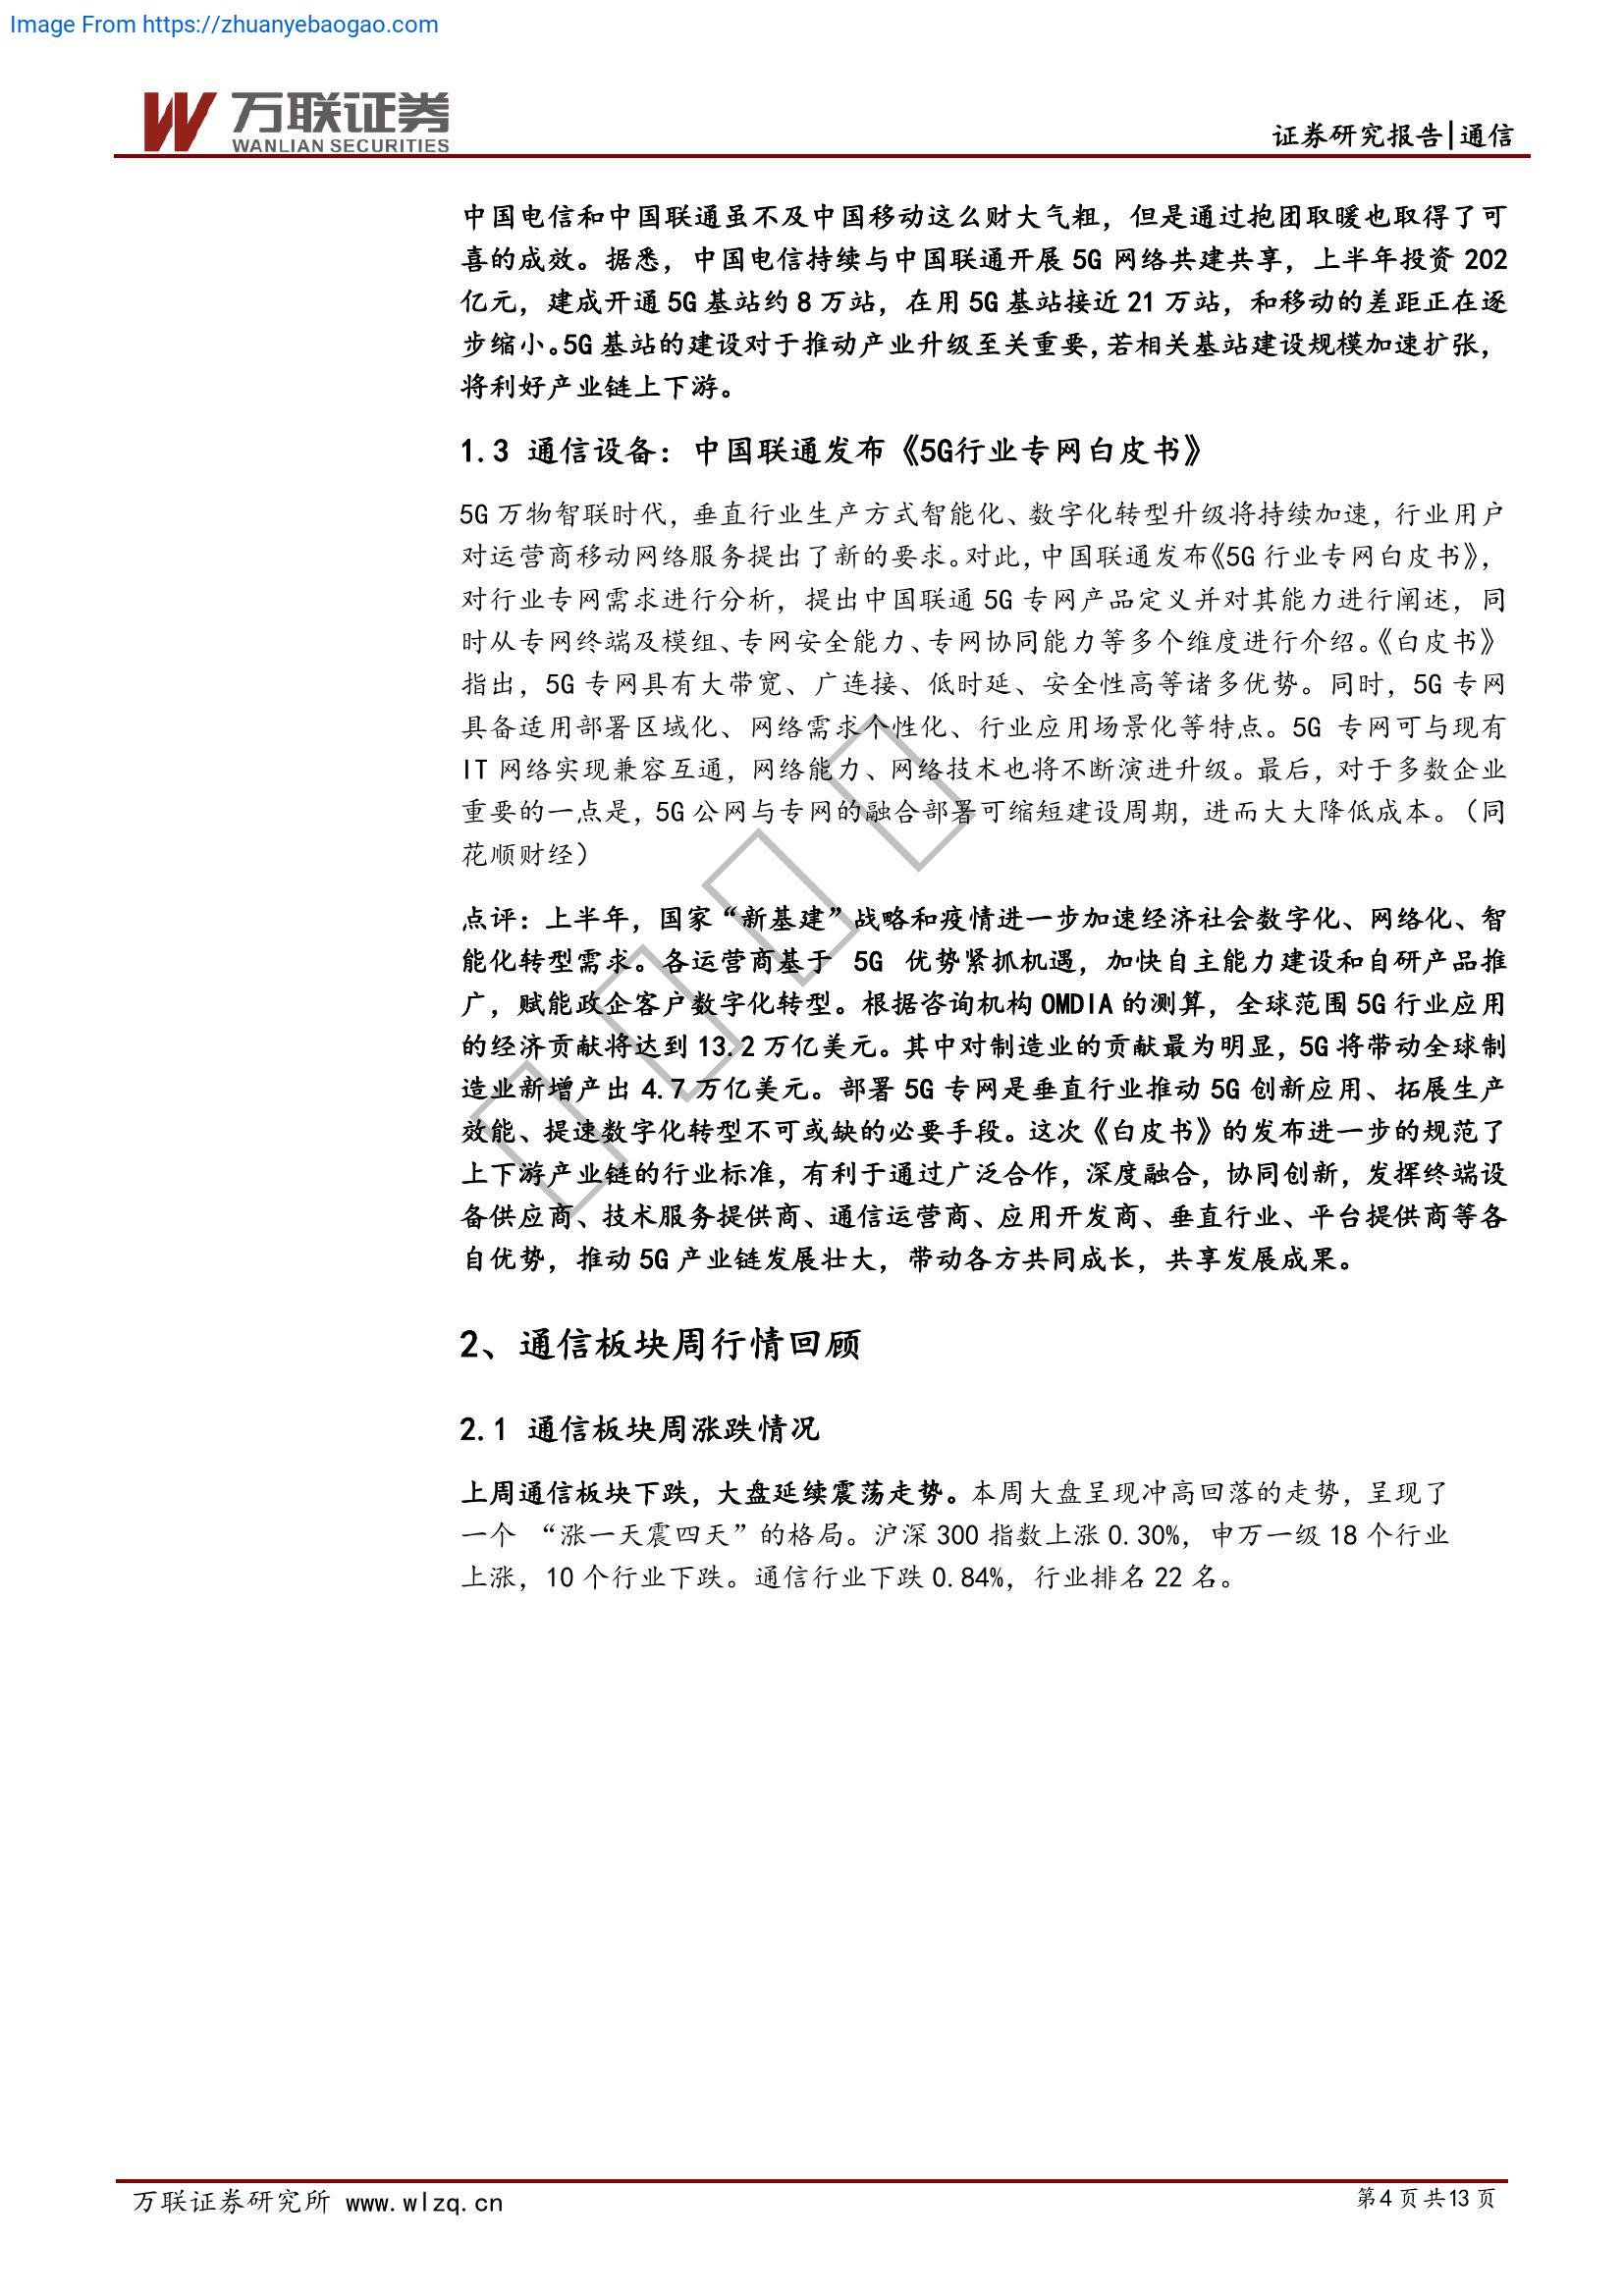 Image From https://zhuanyebaogao.com
万联证券
WANLIAN SECURITIES
证券研究报告|通信
中国电信和中国联通虽不及中国移动这么财大气粗，但是通过抱团取暖也取得了可
喜的成效。据悉，中国电信持续与中国联通开展 5G 网络共建共享，上半年投资 202
亿元，建成开通 5G 基站约 8 万站，在用 5G 基站接近 21 万站，和移动的差距正在逐
步缩小。5G 基站的建设对于推动产业升级至关重要，若相关基站建设规模加速扩张，
将利好产业链上下游。
1.3 通信设备：中国联通发布《5G行业专网白皮书》
5G 万物智联时代，垂直行业生产方式智能化、数字化转型升级将持续加速，行业用户
对运营商移动网络服务提出了新的要求。对此，中国联通发布《5G 行业专网白皮书》，
对行业专网需求进行分析，提出中国联通 5G 专网产品定义并对其能力进行阐述，同
时从专网终端及模组、专网安全能力、专网协同能力等多个维度进行介绍。《白皮书》
指出，5G 专网具有大带宽、广连接、低时延、安全性高等诸多优势。同时，5G 专网
具备适用部署区域化、网络需求个性化、行业应用场景化等特点。5G 专网可与现有
IT 网络实现兼容互通，网络能力、网络技术也将不断演进升级。最后，对于多数企业
重要的一点是，5G 公网与专网的融合部署可缩短建设周期，进而大大降低成本。（同
花顺财经）
点评：上半年，国家“新基建”战略和疫情进一步加速经济社会数字化、网络化、智
能化转型需求。各运营商基于 5G 优势紧抓机遇，加快自主能力建设和自研产品推
广，赋能政企客户数字化转型。根据咨询机构 OMDIA 的测算，全球范围 5G 行业应用
的经济贡献将达到 13.2 万亿美元。其中对制造业的贡献最为明显，5G 将带动全球制
造业新增产出 4.7 万亿美元。部署 5G 专网是垂直行业推动 5G 创新应用、拓展生产
效能、提速数字化转型不可或缺的必要手段。这次《白皮书》的发布进一步的规范了
上下游产业链的行业标准，有利于通过广泛合作，深度融合，协同创新，发挥终端设
备供应商、技术服务提供商、通信运营商、应用开发商、垂直行业、平台提供商等各
自优势，推动 5G 产业链发展壮大，带动各方共同成长，共享发展成果。
2、通信板块周行情回顾
2.1 通信板块周涨跌情况
上周通信板块下跌，大盘延续震荡走势。本周大盘呈现冲高回落的走势，呈现了
一个 “涨一天震四天”的格局。沪深 300 指数上涨 0.30%，申万一级 18 个行业
上涨，10 个行业下跌。通信行业下跌 0.84%，行业排名 22 名。
万联证券研究所 www.wlzq.cn
第4 页共13 页